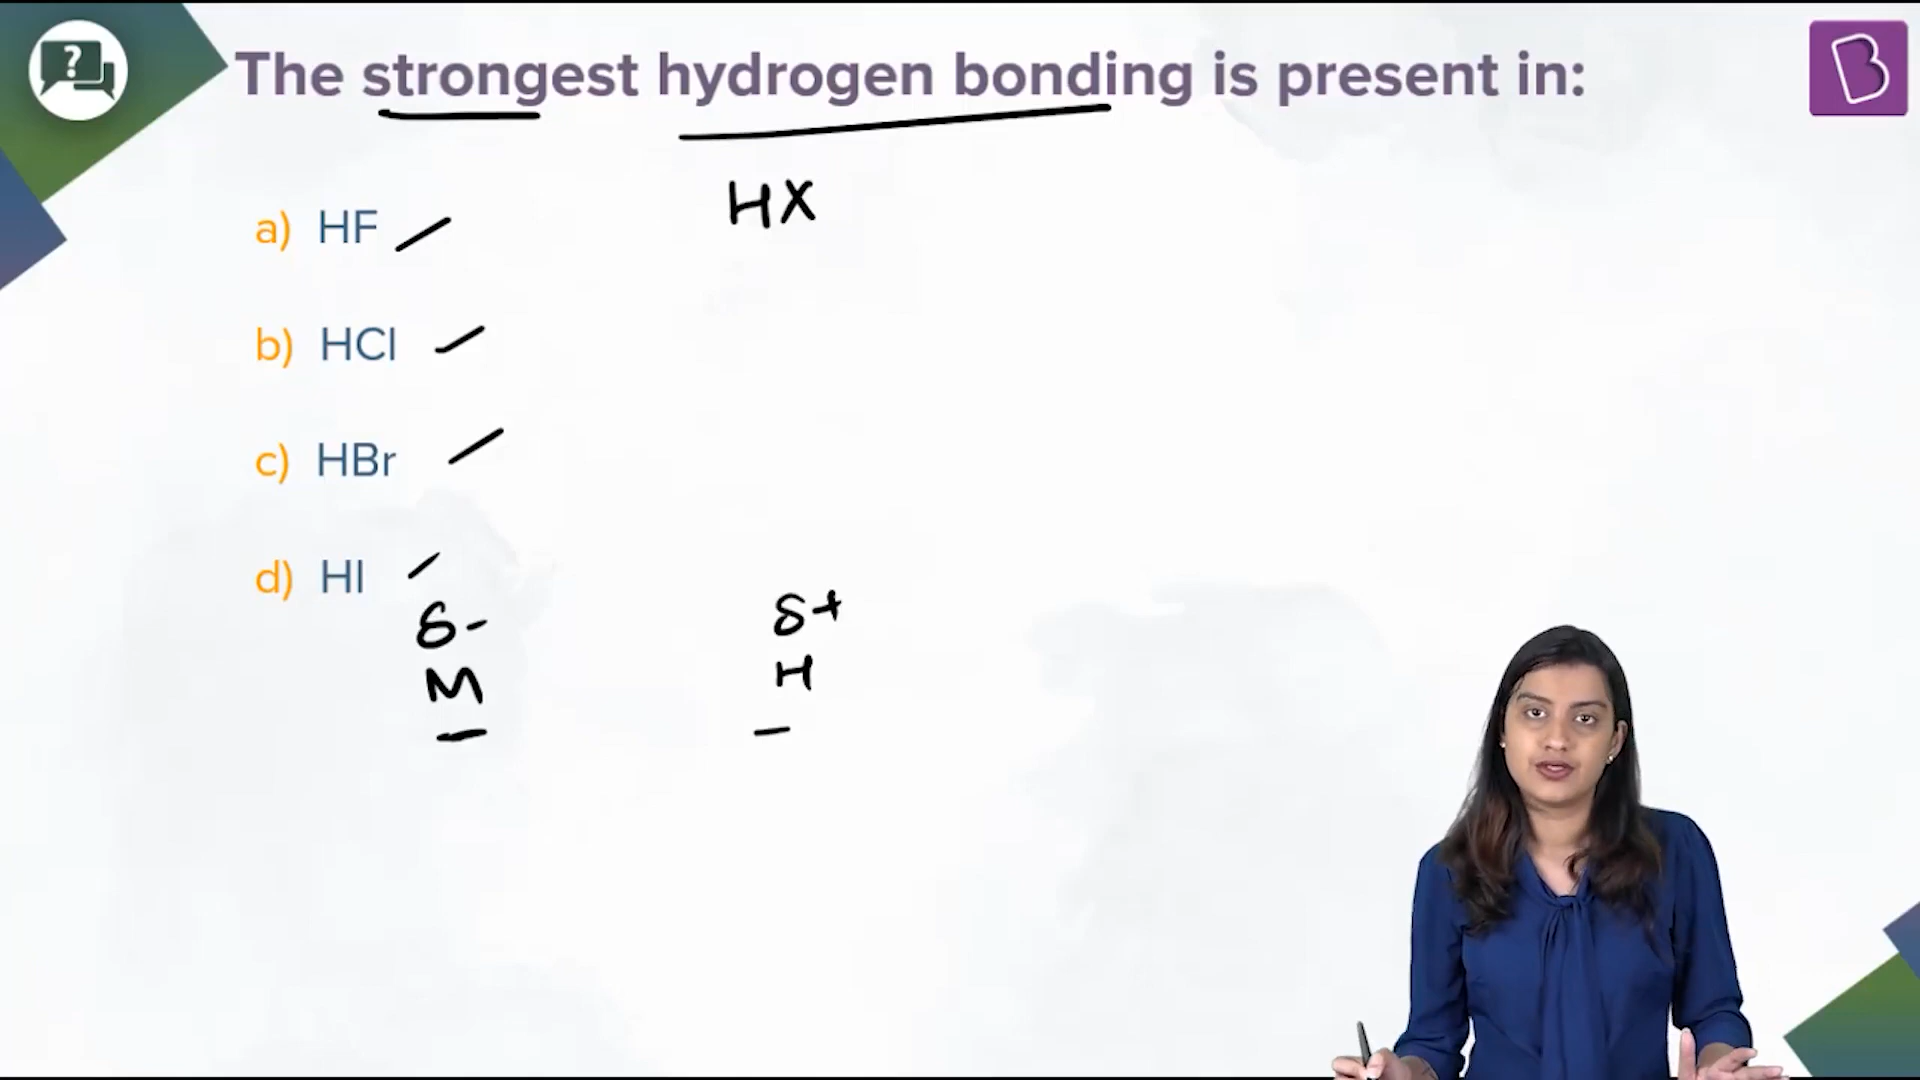 The strongest hydrogen bonding is present in:
HX
a) HF
b) HCl
c) HBr
d) HI
δ- δ+
M H